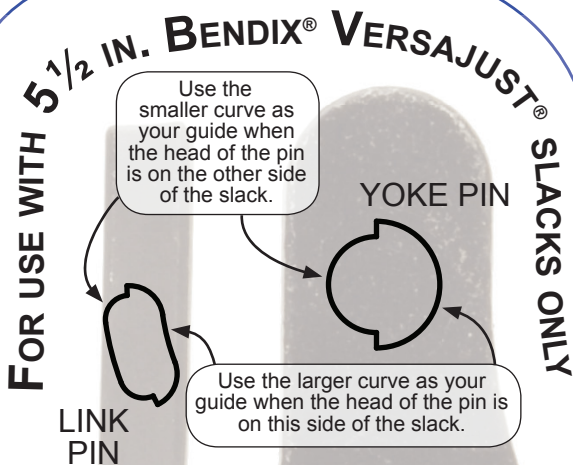 FOR USE WITH 5 1/2 IN. BENDIX® VERSAJUST® SLACKS ONLY
Use the
smaller curve as
your guide when
the head of the pin
is on the other side
of the slack.
YOKE PIN
Use the larger curve as your
guide when the head of the pin is
on this side of the slack.
LINK
PIN